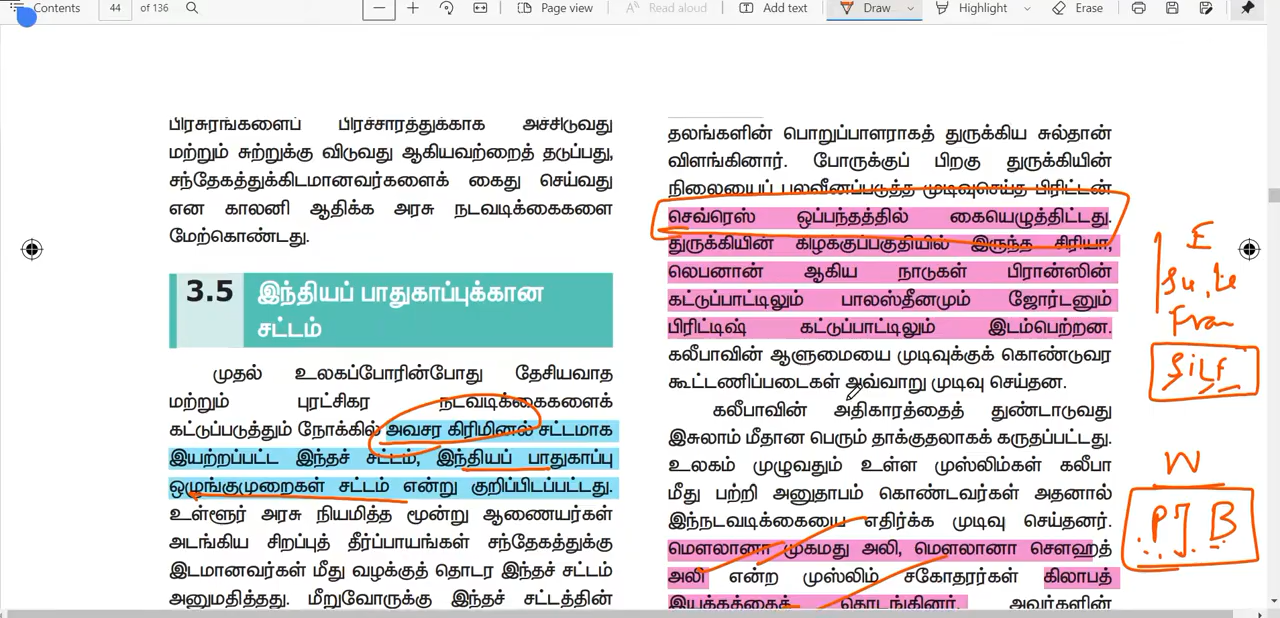 Contents 44 of 136 Page view Read aloud Add text Draw Highlight Erase
பிரசுரங்களைப் பிரச்சாரத்துக்காக அச்சிடுவது
மற்றும் சுற்றுக்கு விடுவது ஆகியவற்றைத் தடுப்பது,
சந்தேகத்துக்கிடமானவர்களைக் கைது செய்வது
என காலனி ஆதிக்க அரசு நடவடிக்கைகளை
மேற்கொண்டது.
3.5 இந்தியப் பாதுகாப்புக்கான
சட்டம்
முதல் உலகப்போரின்போது தேசியவாத
மற்றும் புரட்சிகர நடவடிக்கைகளைக்
கட்டுப்படுத்தும் நோக்கில் அவசர கிரிமினல் சட்டமாக
இயற்றப்பட்ட இந்தச் சட்டம், இந்தியப் பாதுகாப்பு
ஒழுங்குமுறைகள் சட்டம் என்று குறிப்பிடப்பட்டது.
உள்ளூர் அரசு நியமித்த மூன்று ஆணையர்கள்
அடங்கிய சிறப்புத் தீர்ப்பாயங்கள் சந்தேகத்துக்கு
இடமானவர்கள் மீது வழக்குத் தொடர இந்தச் சட்டம்
அனுமதித்தது. மீறுவோருக்கு இந்தச் சட்டத்தின்
தலங்களின் பொறுப்பாளராகத் துருக்கிய சுல்தான்
விளங்கினார். போருக்குப் பிறகு துருக்கியின்
நிலையைப் பலவீனப்படுத்த முடிவுசெய்த பிரிட்டன்
செவ்ரெஸ் ஒப்பந்தத்தில் கையெழுத்திட்டது.
துருக்கியின் கிழக்குப்பகுதியில் இருந்த சிரியா,
லெபனான் ஆகிய நாடுகள் பிரான்ஸின்
கட்டுப்பாட்டிலும் பாலஸ்தீனமும் ஜோர்டனும்
பிரிட்டிஷ் கட்டுப்பாட்டிலும் இடம்பெற்றன.
கலீபாவின் ஆளுமையை முடிவுக்குக் கொண்டுவர
கூட்டணிப்படைகள் அவ்வாறு முடிவு செய்தன.
கலீபாவின் அதிகாரத்தைத் துண்டாடுவது
இசுலாம் மீதான பெரும் தாக்குதலாகக் கருதப்பட்டது.
உலகம் முழுவதும் உள்ள முஸ்லிம்கள் கலீபா
மீது பற்றி அனுதாபம் கொண்டவர்கள் அதனால்
இந்நடவடிக்கையை எதிர்க்க முடிவு செய்தனர்.
மௌலானா முகமது அலி, மௌலானா சௌஹத்
அலி என்ற முஸ்லிம் சகோதரர்கள் கிலாபத்
இயக்கத்தைத் தொடங்கினர். அவர்களின்
E
Fran
SiLF
W
PJB